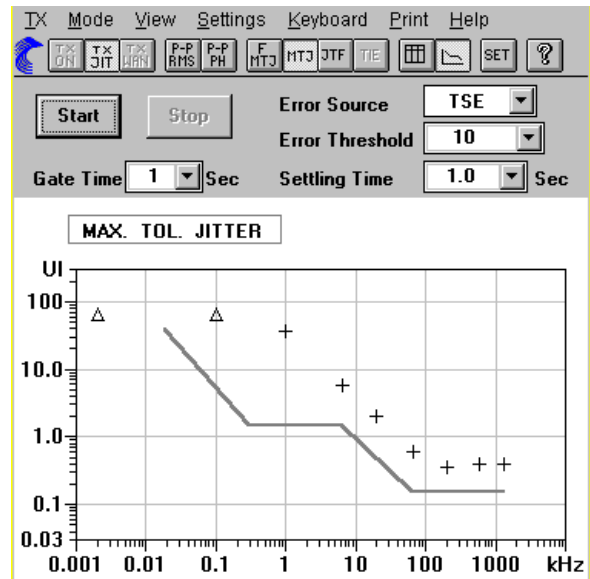 TX Mode View Settings Keyboard Print Help
TX ON TX JIT TX WAN P-P RMS P-P PH F MTJ MTJ JTF TIE SET ?
Start Stop Error Source TSE
Error Threshold 10
Gate Time 1 Sec Settling Time 1.0 Sec
MAX. TOL. JITTER
UI
100
10.0
1.0
0.1
0.03
0.001 0.01 0.1 1 10 100 1000 kHz